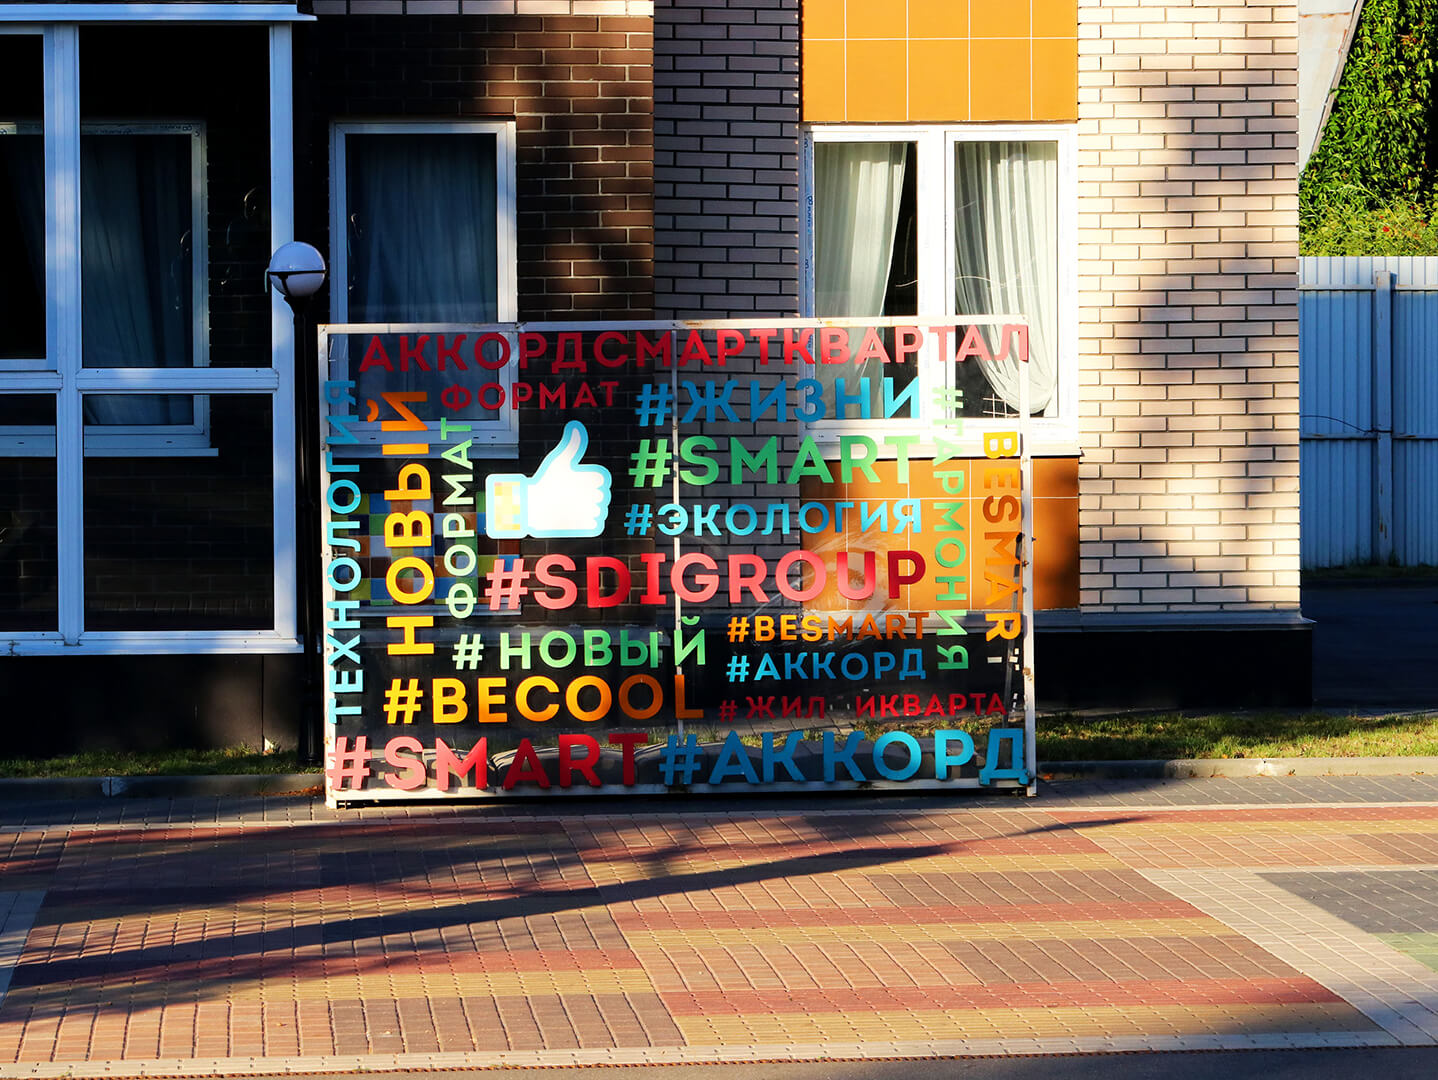 АККОРДСМАРТКВАРТАЛ
ФОРМАТ
#ЖИЗНИ
#SMART
#ЭКОЛОГИЯ
#SDIGROUP
#НОВЫЙ
#BESMART
#АККОРД
#BECOOL
#ЖИЛ ИКВАРТА
#SMART
#АККОРД
ТЕХНОЛОГИЯ
НОВЫЙ
ФОРМАТ
#ГАРМОНИЯ
BESMART